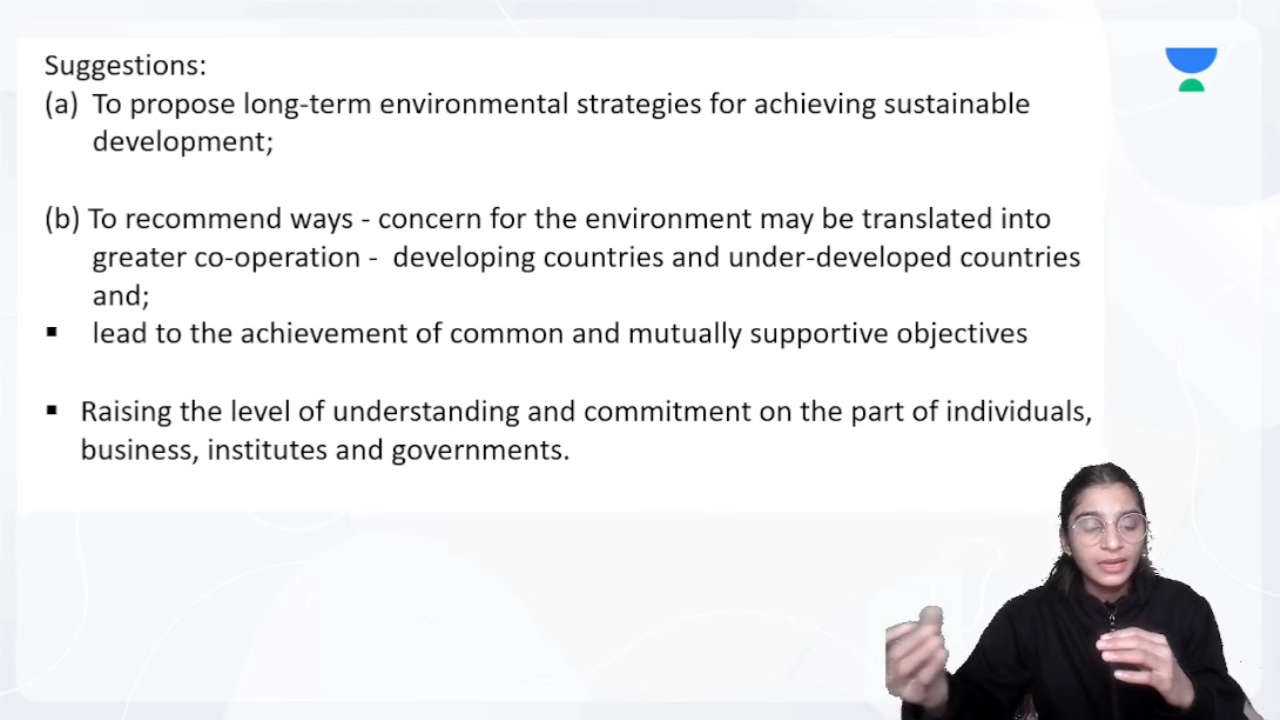 Suggestions:
(a) To propose long-term environmental strategies for achieving sustainable
development;
(b) To recommend ways - concern for the environment may be translated into
greater co-operation - developing countries and under-developed countries
and;
▪ lead to the achievement of common and mutually supportive objectives
▪ Raising the level of understanding and commitment on the part of individuals,
business, institutes and governments.